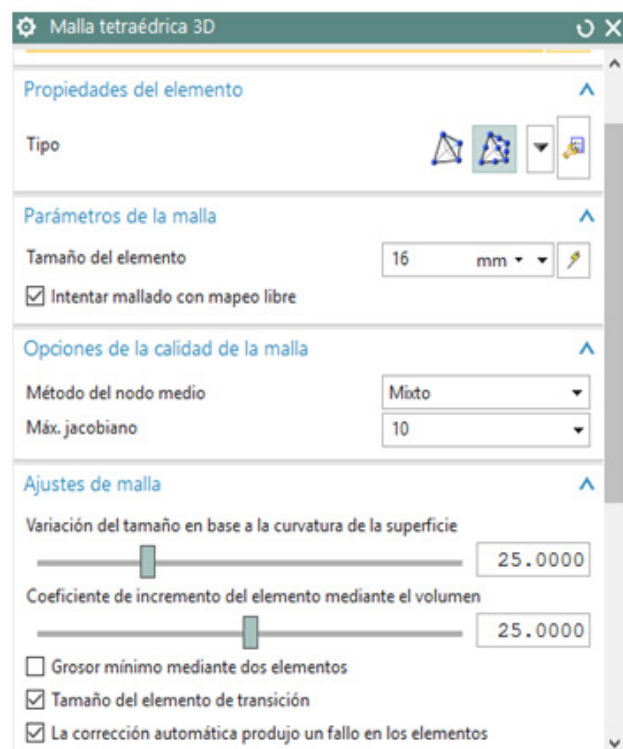 Malla tetraédrica 3D
Propiedades del elemento
Tipo
Parámetros de la malla
Tamaño del elemento 16 mm
Intentar mallado con mapeo libre
Opciones de la calidad de la malla
Método del nodo medio Mixto
Máx. jacobiano 10
Ajustes de malla
Variación del tamaño en base a la curvatura de la superficie
25.0000
Coeficiente de incremento del elemento mediante el volumen
25.0000
Grosor mínimo mediante dos elementos
Tamaño del elemento de transición
La corrección automática produjo un fallo en los elementos